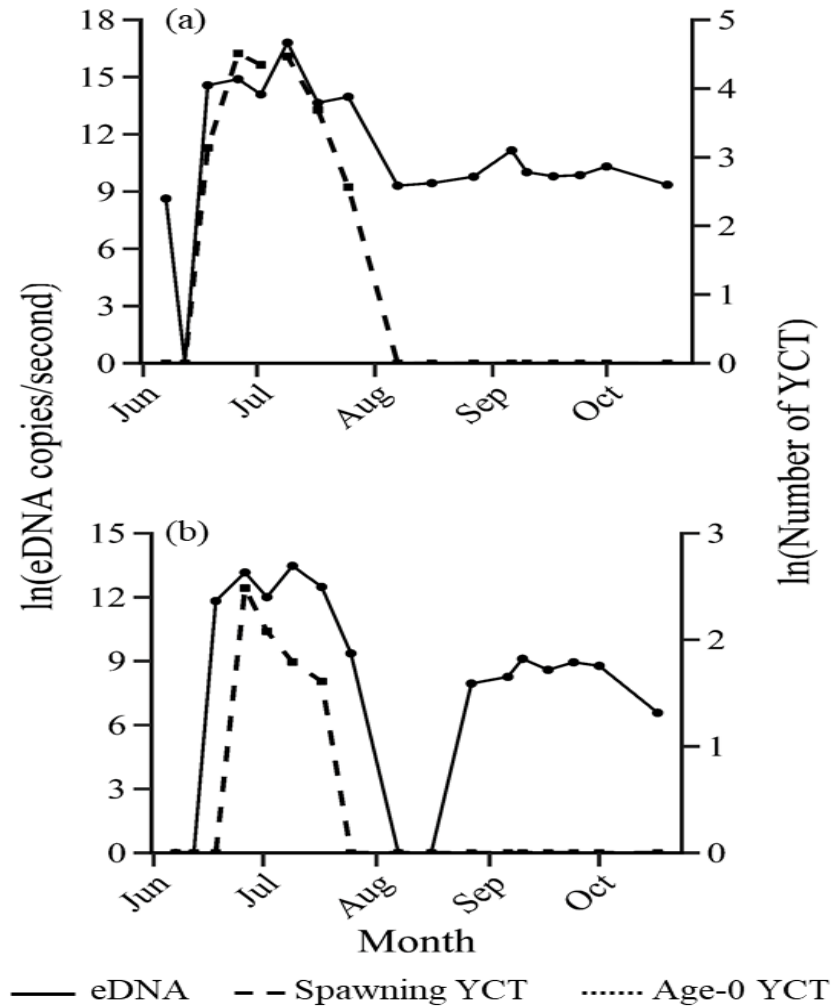 (a)
18
15
12
9
6
3
0
5
4
3
2
1
0
Jun
Jul
Aug
Sep
Oct
ln(eDNA copies/second)
ln(Number of YCT)
(b)
15
12
9
6
3
0
3
2
1
0
Jun
Jul
Aug
Sep
Oct
Month
eDNA
Spawning YCT
Age-0 YCT